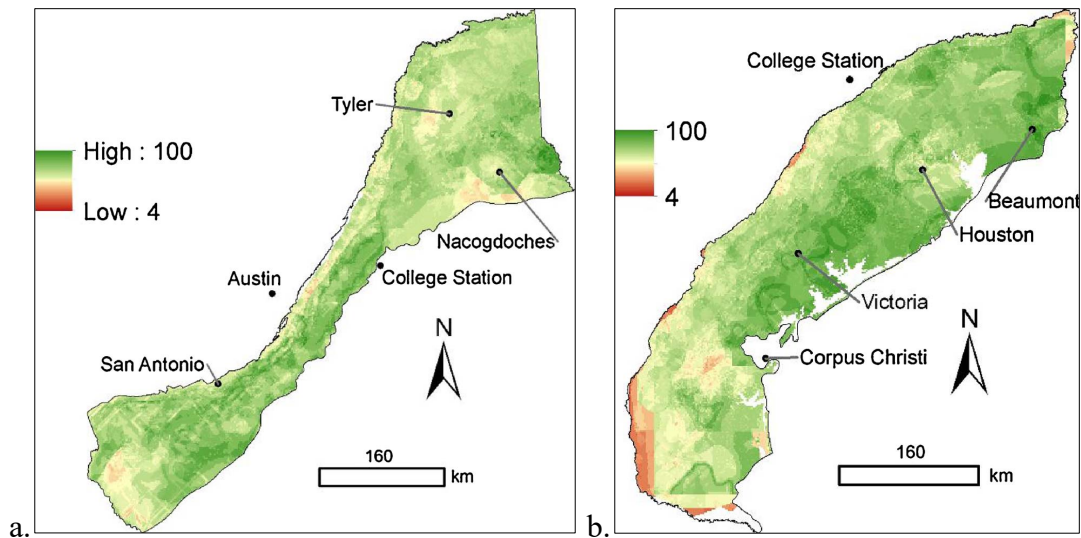 Tyler
High : 100
Low : 4
Nacogdoches
Austin
College Station
San Antonio
N
160
km
a.
College Station
100
4
Beaumont
Houston
Victoria
N
Corpus Christi
160
km
b.